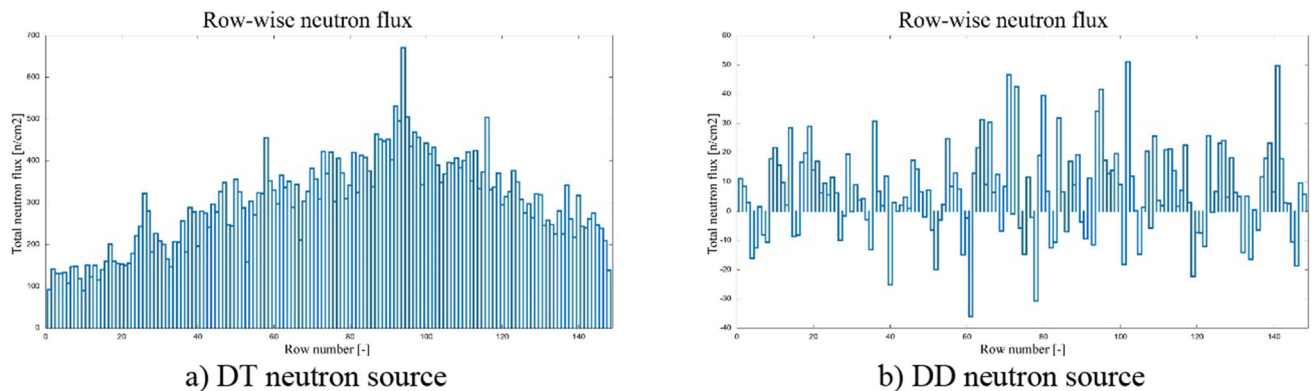 Row-wise neutron flux
Total neutron flux [n/cm2]
700
600
500
400
300
200
100
0
0 20 40 60 80 100 120 140
Row number [-]
a) DT neutron source
Row-wise neutron flux
Total neutron flux [n/cm2]
60
50
40
30
20
10
0
-10
-20
-30
-40
0 20 40 60 80 100 120 140
Row number [-]
b) DD neutron source